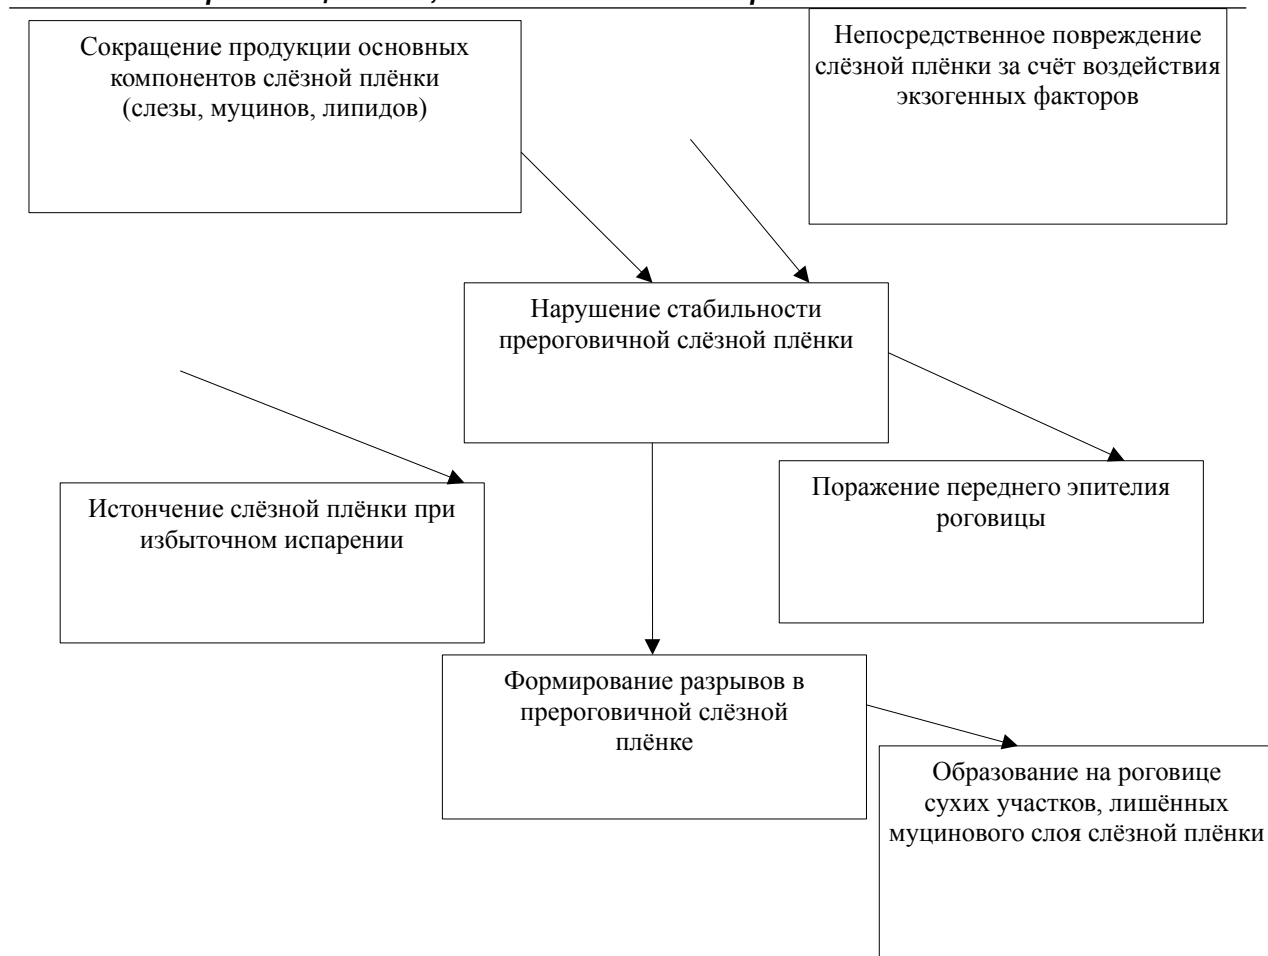 Сокращение продукции основных
компонентов слёзной плёнки
(слезы, муцинов, липидов)
Непосредственное повреждение
слёзной плёнки за счёт воздействия
экзогенных факторов
Нарушение стабильности
прероговичной слёзной плёнки
Истончение слёзной плёнки при
избыточном испарении
Поражение переднего эпителия
роговицы
Формирование разрывов в
прероговичной слёзной
плёнке
Образование на роговице
сухих участков, лишённых
муцинового слоя слёзной плёнки